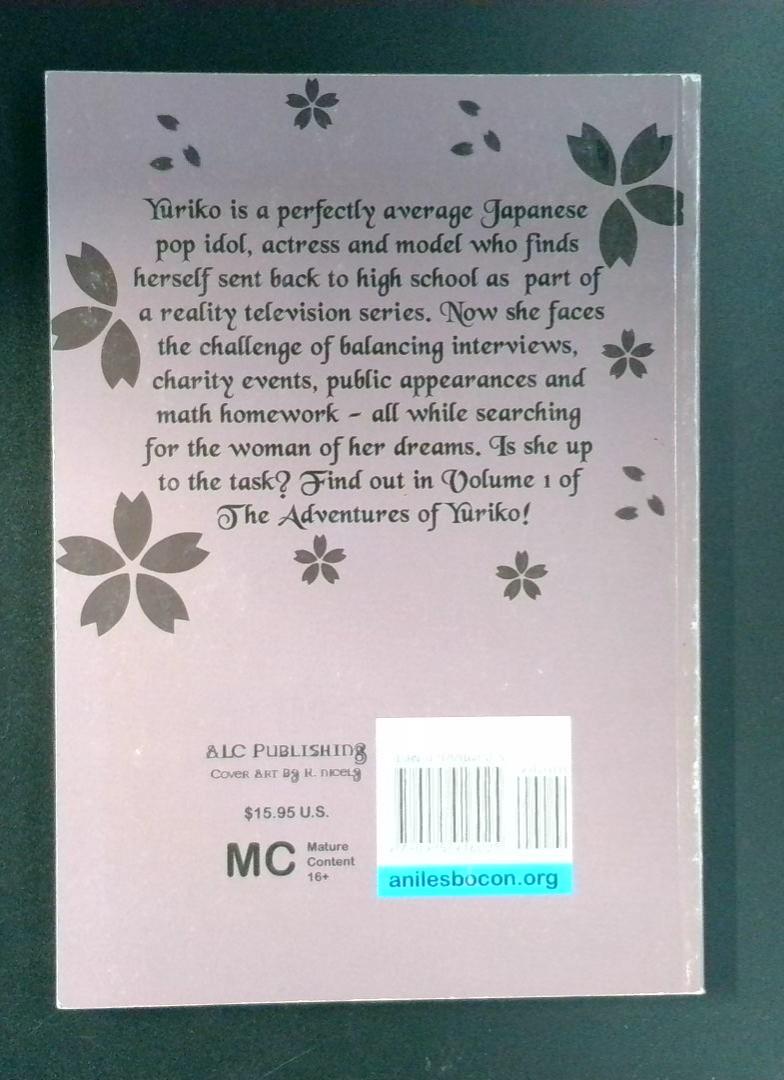 Yuriko is a perfectly average Japanese
pop idol, actress and model who finds
herself sent back to high school as part of
a reality television series. Now she faces
the challenge of balancing interviews,
charity events, public appearances and
math homework - all while searching
for the woman of her dreams. Is she up
to the task? Find out in Volume 1 of
The Adventures of Yuriko!
ALC Publishing
Cover Art By R. Nicely
$15.95 U.S.
MC
Mature
Content
16+
anilesbocon.org